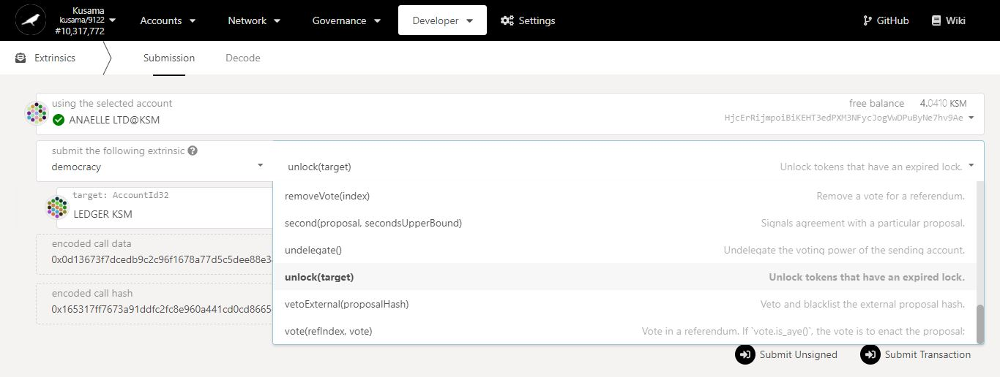 Kusama
kusama/9122
#10,317,772
Accounts
Network
Governance
Developer
Settings
GitHub
Wiki
Extrinsics
Submission
Decode
using the selected account
ANAELLE LTD@KSM
free balance 4.0410 KSM
HjcErRijmpoiBiKEHT3edPXM3NFycJogVwDPuByNe7hv9Ae
submit the following extrinsic
democracy
unlock(target)
Unlock tokens that have an expired lock.
target: AccountId32
LEDGER KSM
encoded call data
0x0d13673f7dcedb9c2c96f1678a77d5c5dee88e3
encoded call hash
0x165317ff7673a91ddfc2fc8e960a441cd0cd8665
removeVote(index)
Remove a vote for a referendum.
second(proposal, secondsUpperBound)
Signals agreement with a particular proposal.
undelegate()
Undelegate the voting power of the sending account.
unlock(target)
Unlock tokens that have an expired lock.
vetoExternal(proposalHash)
Veto and blacklist the external proposal hash.
vote(refIndex, vote)
Vote in a referendum. If `vote.is_aye()`, the vote is to enact the proposal;
Submit Unsigned
Submit Transaction